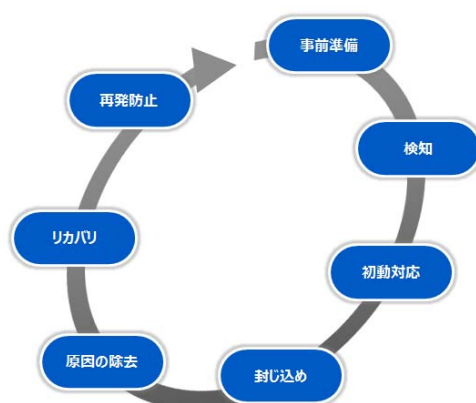 事前準備
検知
初動対応
封じ込め
原因の除去
リカバリ
再発防止